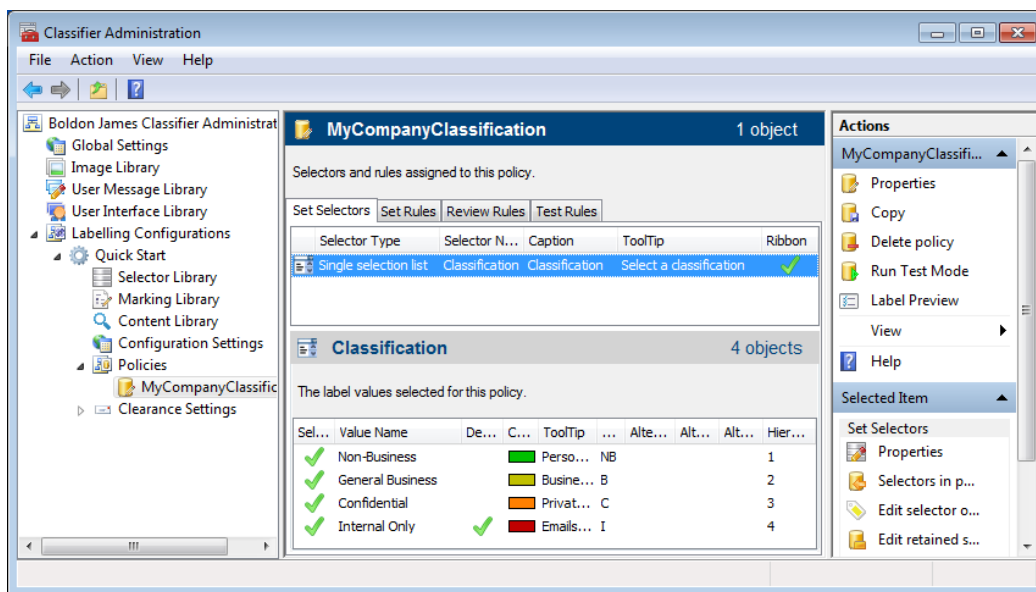 Classifier Administration
File Action View Help
Boldon James Classifier Administrat
Global Settings
Image Library
User Message Library
User Interface Library
Labelling Configurations
Quick Start
Selector Library
Marking Library
Content Library
Configuration Settings
Policies
MyCompanyClassific
Clearance Settings
MyCompanyClassification 1 object
Selectors and rules assigned to this policy.
Set Selectors Set Rules Review Rules Test Rules
Selector Type Selector N... Caption ToolTip Ribbon
Single selection list Classification Classification Select a classification
Classification 4 objects
The label values selected for this policy.
Sel... Value Name De... C... ToolTip ... Alte... Alt... Alt... Hier...
Non-Business Perso... NB 1
General Business Busine... B 2
Confidential Privat... C 3
Internal Only Emails... I 4
Actions
MyCompanyClassifi...
Properties
Copy
Delete policy
Run Test Mode
Label Preview
View
Help
Selected Item
Set Selectors
Properties
Selectors in p...
Edit selector o...
Edit retained s...